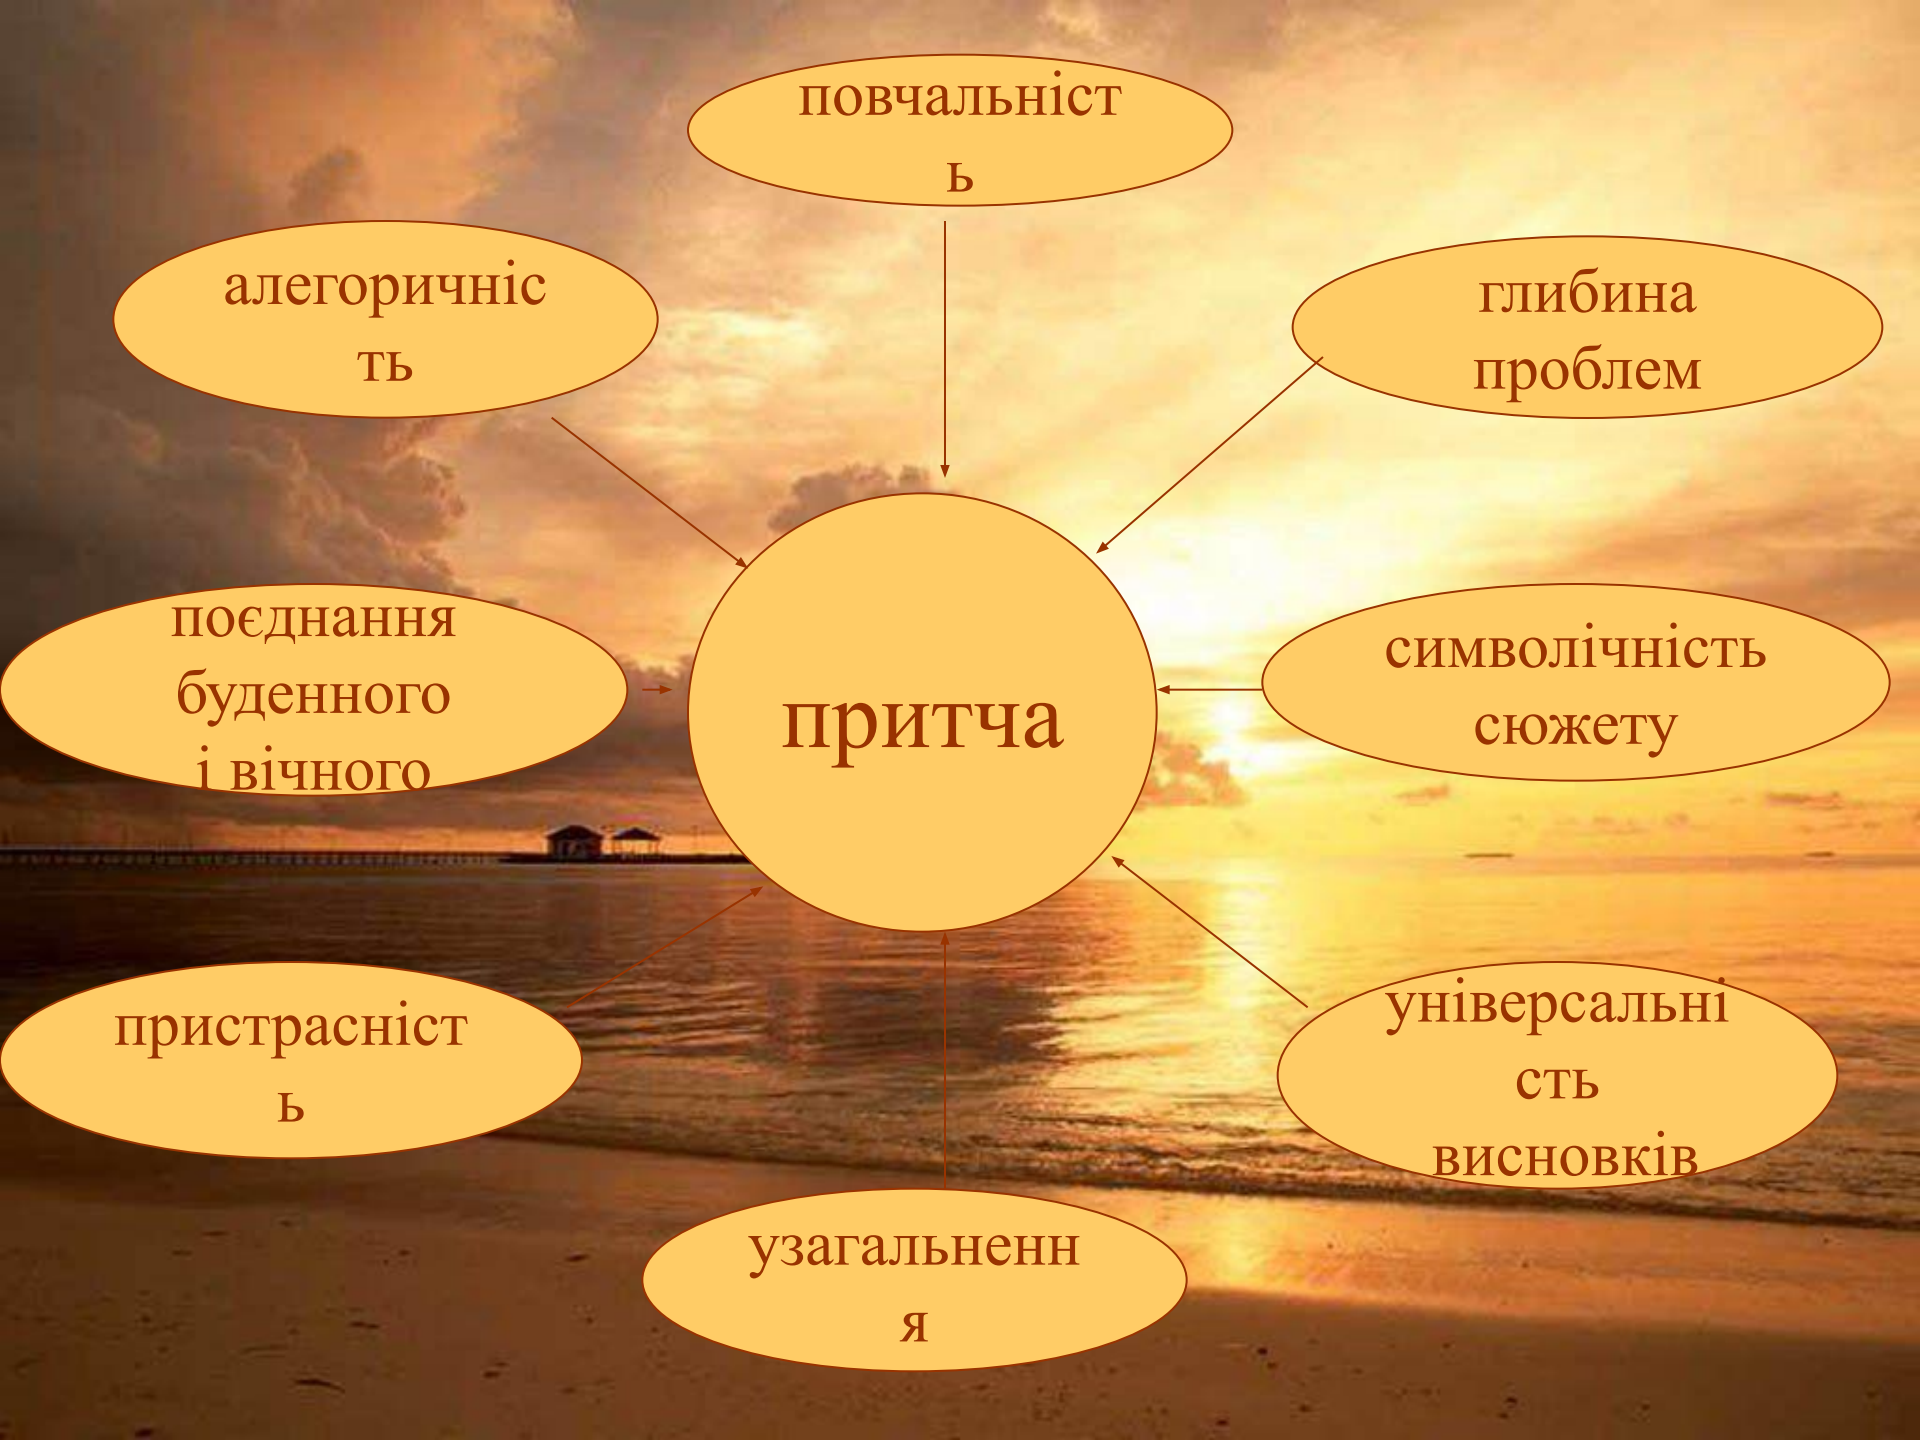 повчальніст
ь
алегоричніс
ть
глибина
проблем
поєднання
буденного
і вічного
притча
символічність
сюжету
пристрасніст
ь
універсальні
сть
висновків
узагальненн
я